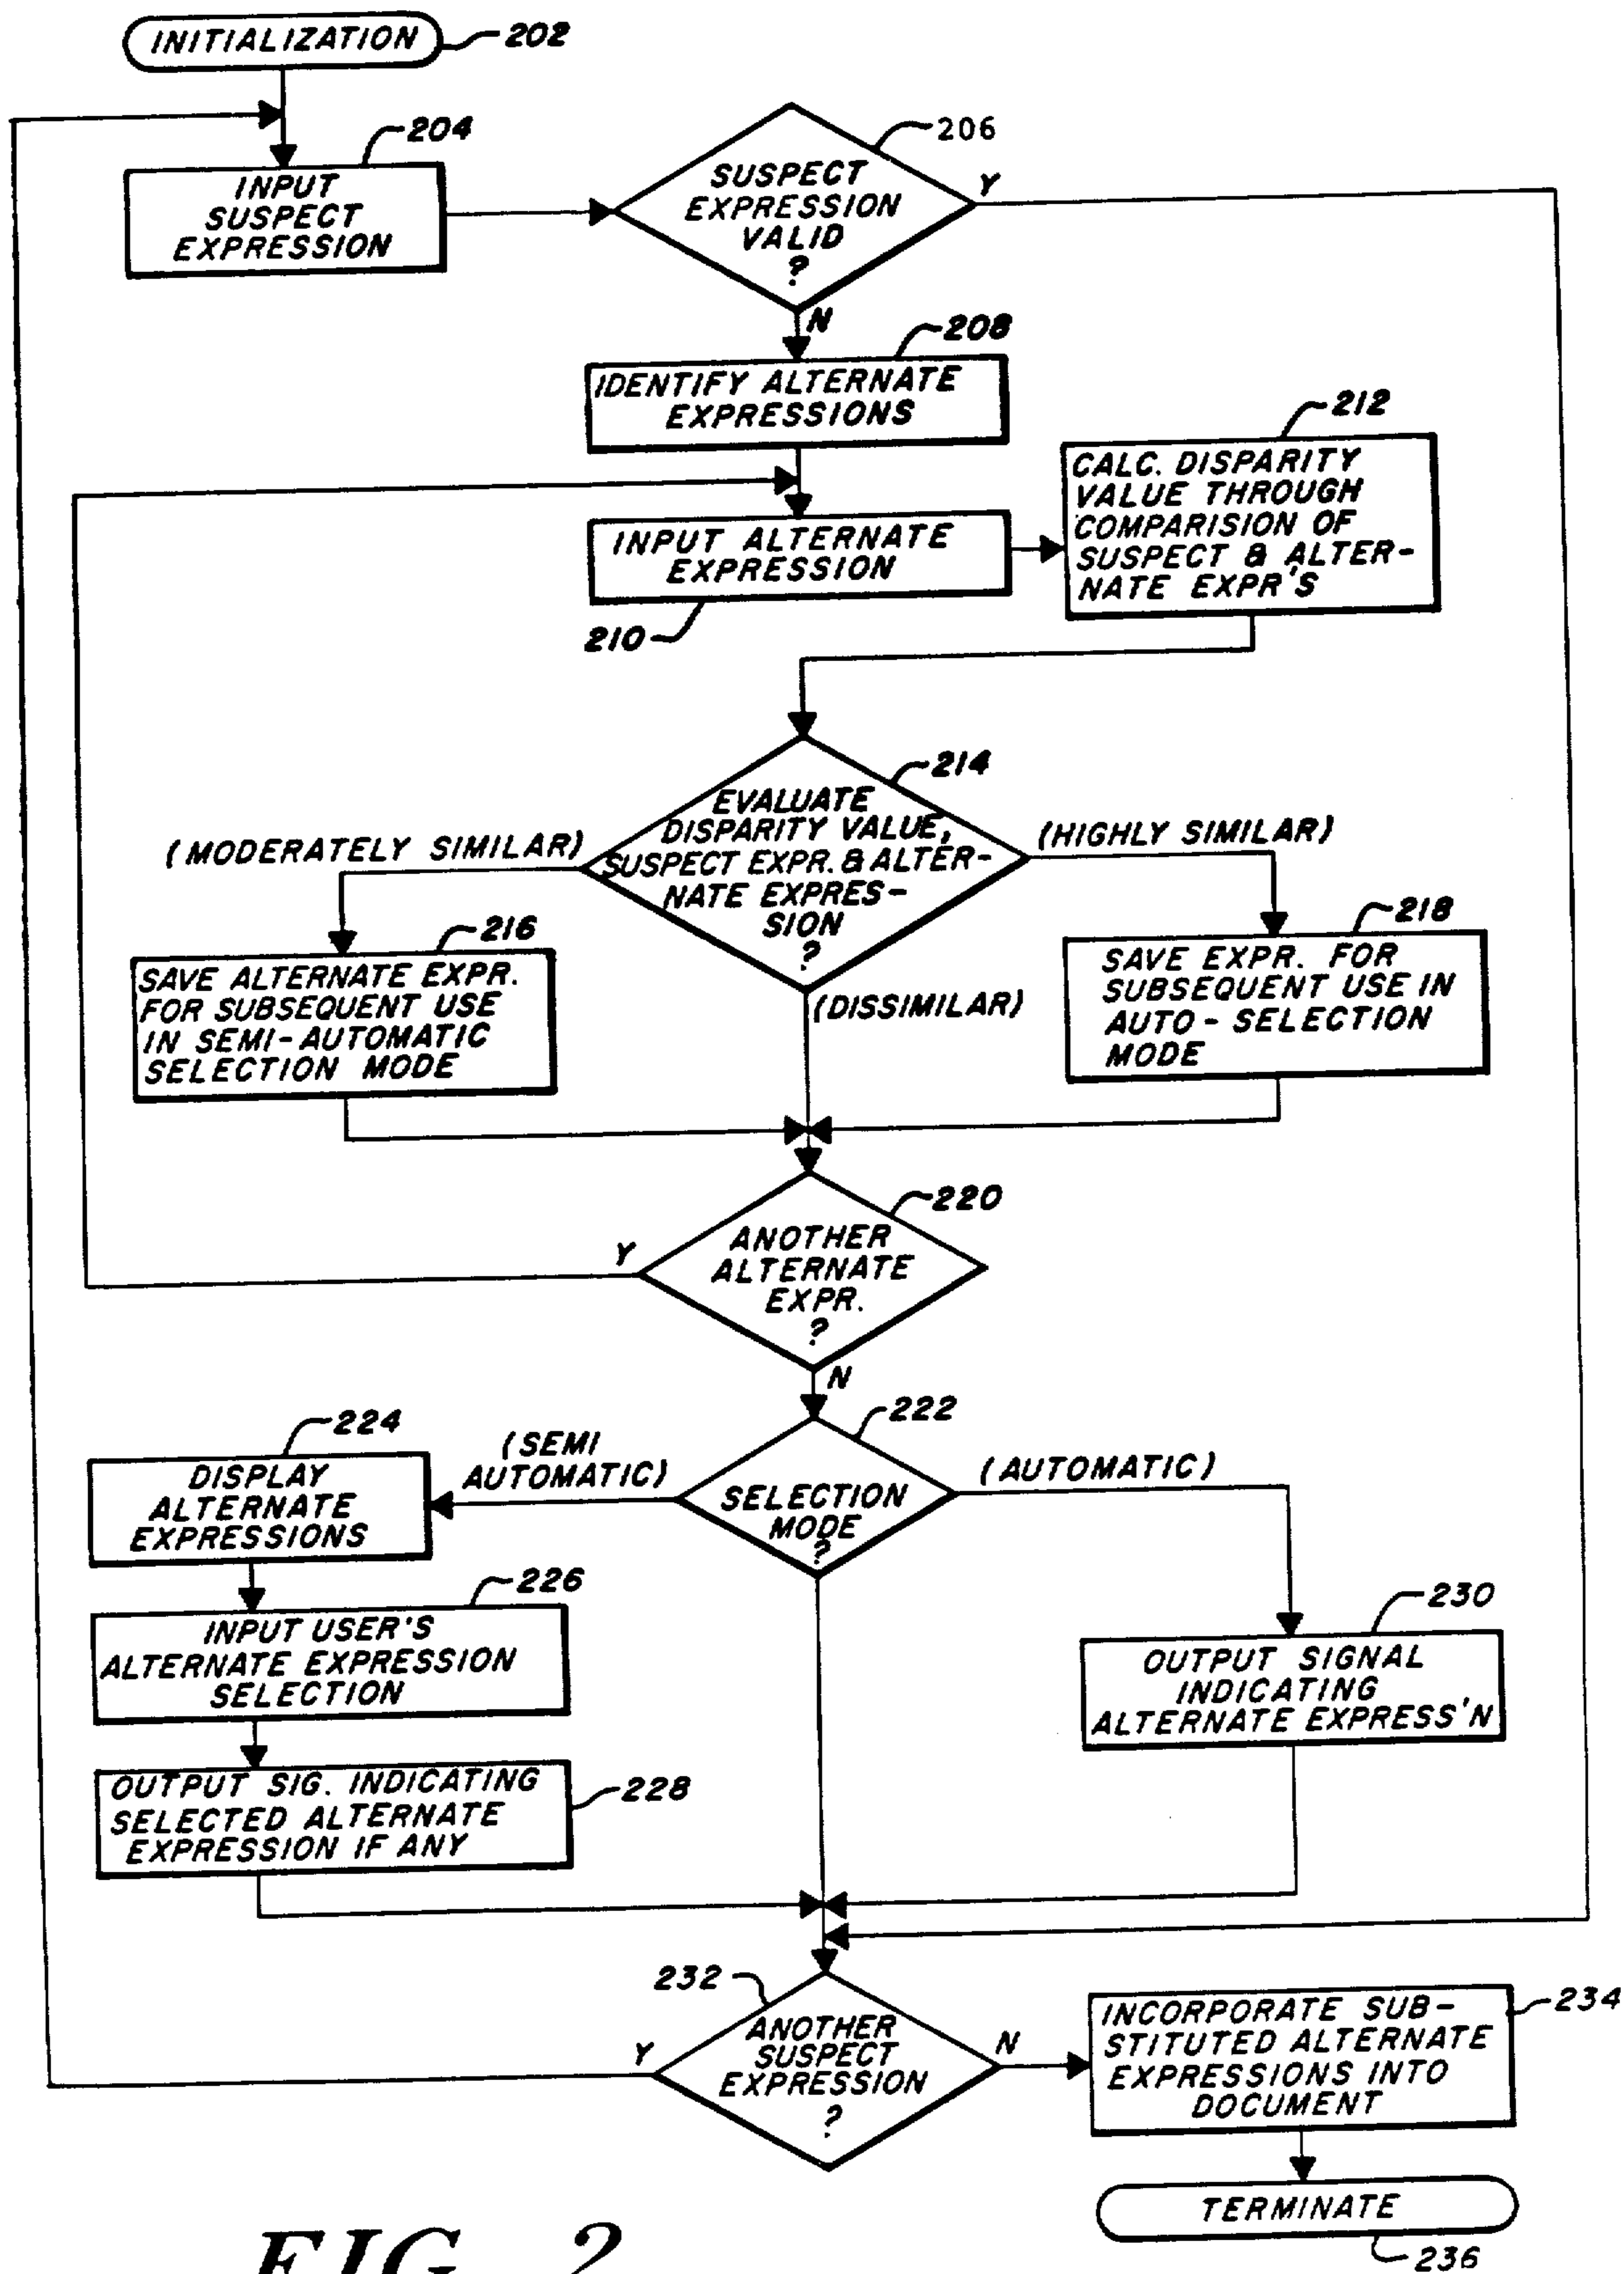 INITIALIZATION
202
204
INPUT
SUSPECT
EXPRESSION
206
SUSPECT
EXPRESSION
VALID
?
Y
N
208
IDENTIFY ALTERNATE
EXPRESSIONS
INPUT ALTERNATE
EXPRESSION
210
212
CALC. DISPARITY
VALUE THROUGH
COMPARISION OF
SUSPECT & ALTER-
NATE EXPR'S
214
EVALUATE
DISPARITY VALUE,
SUSPECT EXPR. & ALTER-
NATE EXPRES-
SION
?
(MODERATELY SIMILAR)
(HIGHLY SIMILAR)
(DISSIMILAR)
216
SAVE ALTERNATE EXPR.
FOR SUBSEQUENT USE
IN SEMI-AUTOMATIC
SELECTION MODE
218
SAVE EXPR. FOR
SUBSEQUENT USE IN
AUTO-SELECTION
MODE
220
ANOTHER
ALTERNATE
EXPR.
?
Y
N
222
SELECTION
MODE
?
(SEMI
AUTOMATIC)
(AUTOMATIC)
224
DISPLAY
ALTERNATE
EXPRESSIONS
226
INPUT USER'S
ALTERNATE EXPRESSION
SELECTION
OUTPUT SIG. INDICATING
SELECTED ALTERNATE
EXPRESSION IF ANY
228
230
OUTPUT SIGNAL
INDICATING
ALTERNATE EXPRESS'N
232
ANOTHER
SUSPECT
EXPRESSION
?
Y
N
234
INCORPORATE SUB-
STITUTED ALTERNATE
EXPRESSIONS INTO
DOCUMENT
TERMINATE
236
FIG. 2